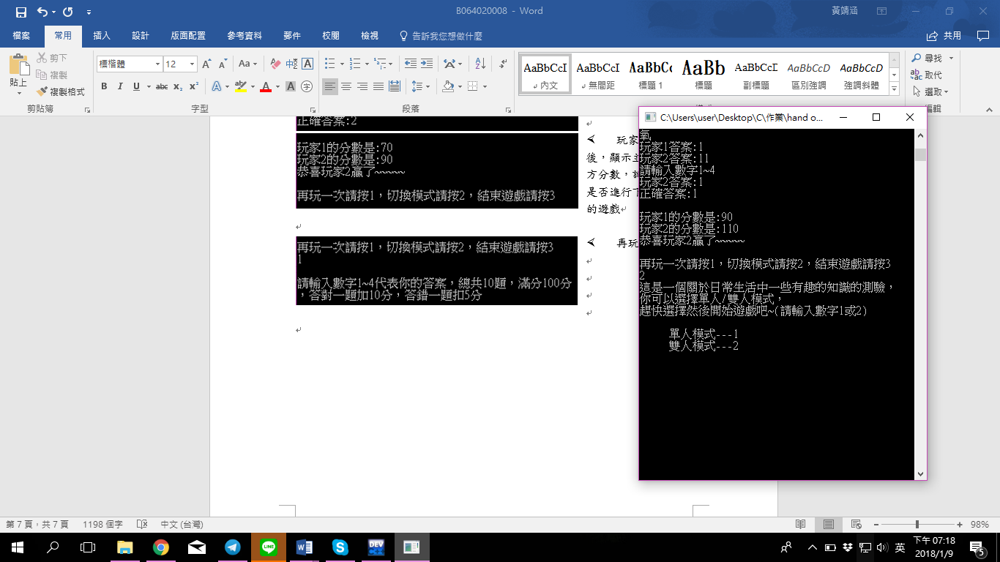 B064020008 - Word
黃靖涵
檔案 常用 插入 設計 版面配置 參考資料 郵件 校閱 檢視 告訴我您想做什麼 共用
貼上
剪下
複製
複製格式
剪貼簿
標楷體 12
字型
段落
AaBbCcI AaBbCcI AaBbCc AaBb AaBbCcD AaBbCcD AaBbCcD
內文 無間距 標題 1 標題 副標題 區別強調 強調斜體
尋找
取代
選取
編輯
正確答案:2
玩家1的分數是:70
玩家2的分數是:90
恭喜玩家2贏了~~~~~
再玩一次請按1，切換模式請按2，結束遊戲請按3
玩家
後，顯示
方分數，
是否進行
的遊戲
再玩一次請按1，切換模式請按2，結束遊戲請按3
1
請輸入數字1~4代表你的答案，總共10題，滿分100分
，答對一題加10分，答錯一題扣5分
再玩
C:\Users\user\Desktop\C\作業\hand o...
氧
玩家1答案:1
玩家2答案:11
請輸入數字1~4
玩家2答案:1
正確答案:1
玩家1的分數是:90
玩家2的分數是:110
恭喜玩家2贏了~~~~~
再玩一次請按1，切換模式請按2，結束遊戲請按3
2
這是一個關於日常生活中一些有趣的知識的測驗，
你可以選擇單人/雙人模式，
趕快選擇然後開始遊戲吧~(請輸入數字1或2)
單人模式---1
雙人模式---2
第 7 頁，共 7 頁 1198 個字 中文 (台灣) 98%
英 下午 07:18
2018/1/9
5